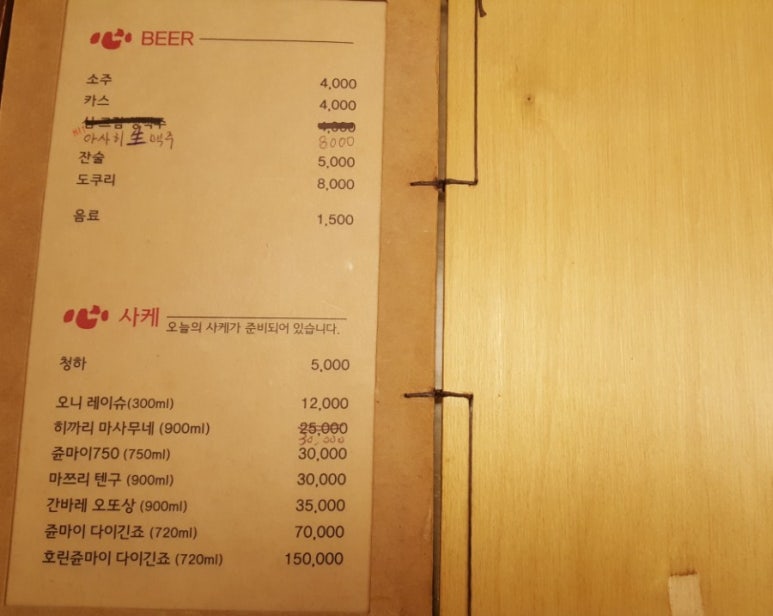 心 BEER
소주 4,000
카스 4,000
아사히 生 맥주 8000
잔술 5,000
도쿠리 8,000
음료 1,500
心 사케
오늘의 사케가 준비되어 있습니다.
청하 5,000
오니 레이슈(300ml) 12,000
히까리 마사무네 (900ml) 25,000
30,000
쥰마이750 (750ml) 30,000
마쯔리 텐구 (900ml) 30,000
간바레 오또상 (900ml) 35,000
쥰마이 다이긴죠 (720ml) 70,000
호린쥰마이 다이긴죠 (720ml) 150,000